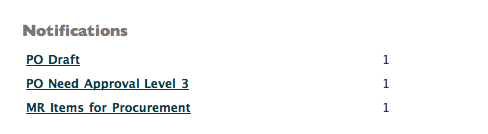 Notifications
PO Draft 1
PO Need Approval Level 3 1
MR Items for Procurement 1